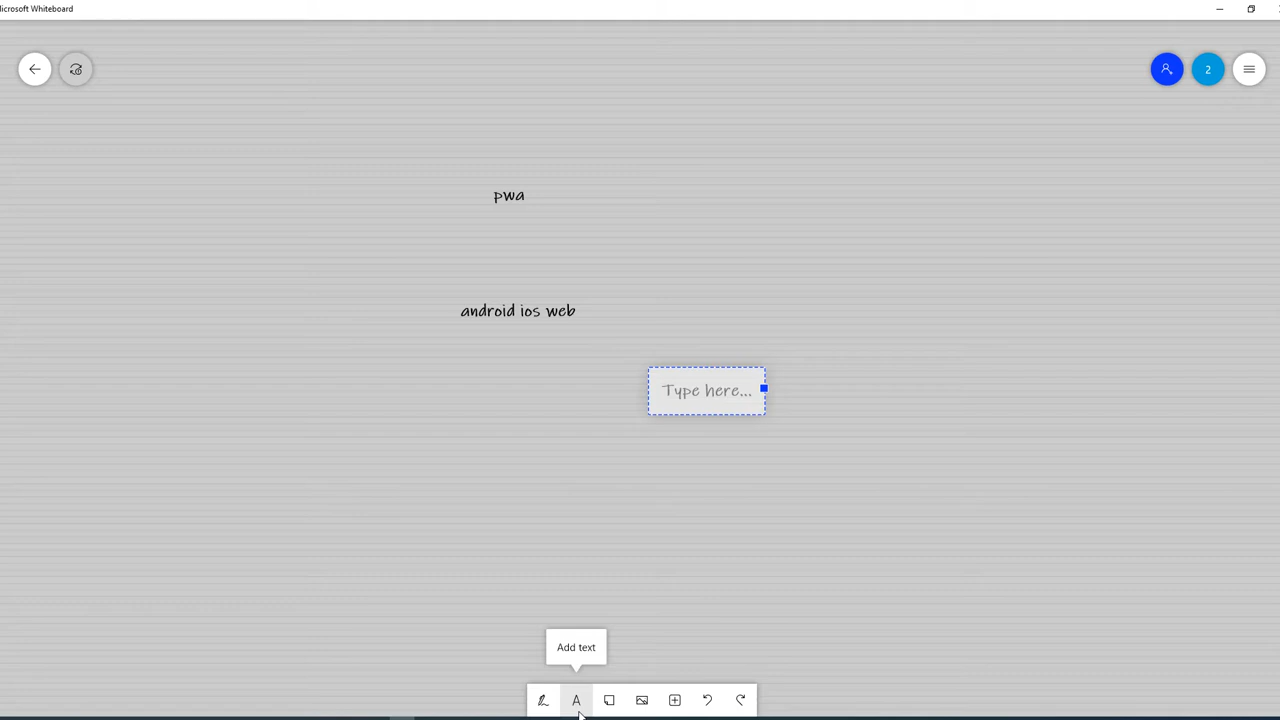 Microsoft Whiteboard
2
pwa
android ios web
Type here...
Add text
A